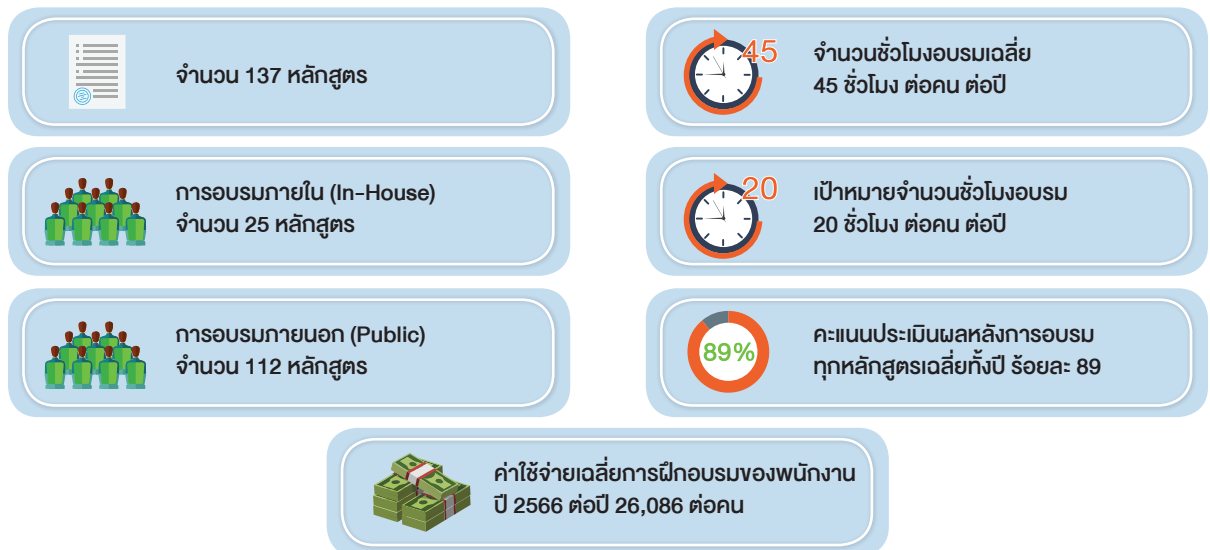 จำนวน 137 หลักสูตร
45
จำนวนชั่วโมงอบรมเฉลี่ย
45 ชั่วโมง ต่อคน ต่อปี
การอบรมภายใน (In-House)
จำนวน 25 หลักสูตร
20
เป้าหมายจำนวนชั่วโมงอบรม
20 ชั่วโมง ต่อคน ต่อปี
การอบรมภายนอก (Public)
จำนวน 112 หลักสูตร
89%
คะแนนประเมินผลหลังการอบรม
ทุกหลักสูตรเฉลี่ยทั้งปี ร้อยละ 89
ค่าใช้จ่ายเฉลี่ยการฝึกอบรมของพนักงาน
ปี 2566 ต่อปี 26,086 ต่อคน